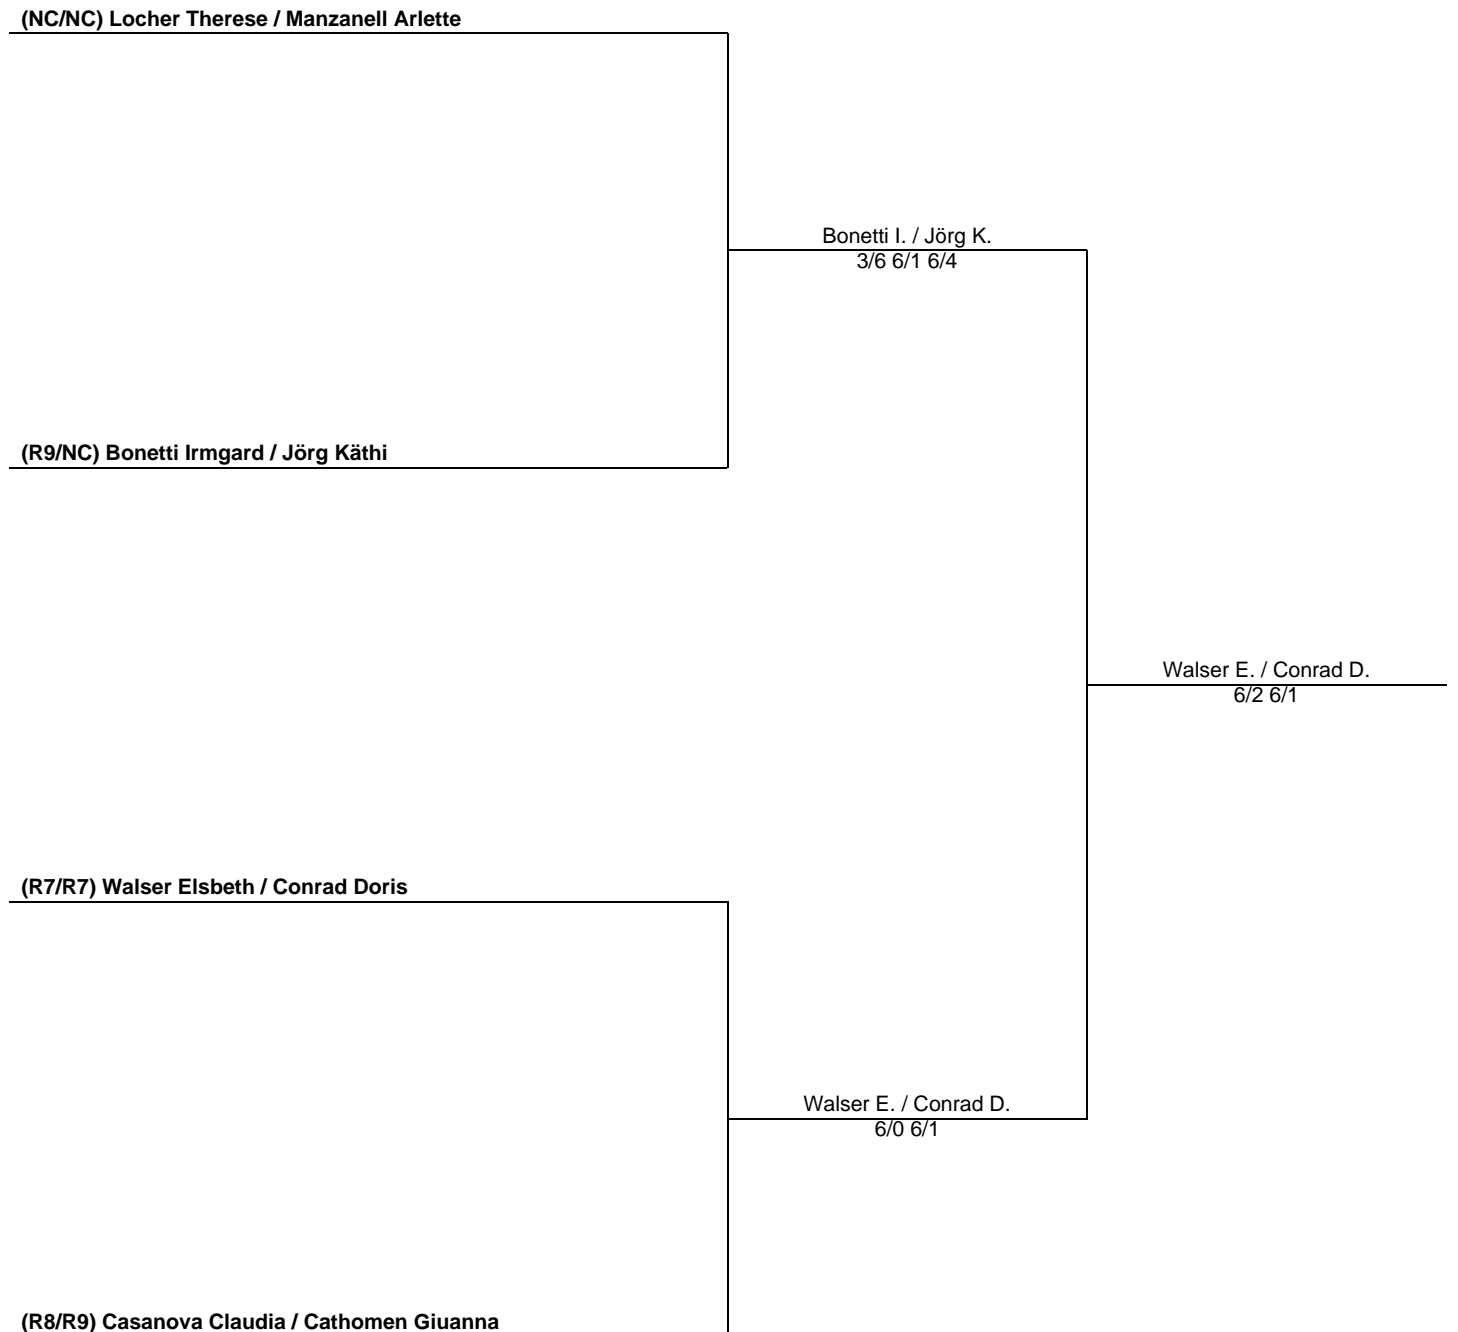 (NC/NC) Locher Therese / Manzanell Arlette
Bonetti I. / Jörg K.
3/6 6/1 6/4
(R9/NC) Bonetti Irmgard / Jörg Käthi
Walser E. / Conrad D.
6/2 6/1
(R7/R7) Walser Elsbeth / Conrad Doris
Walser E. / Conrad D.
6/0 6/1
(R8/R9) Casanova Claudia / Cathomen Giuanna